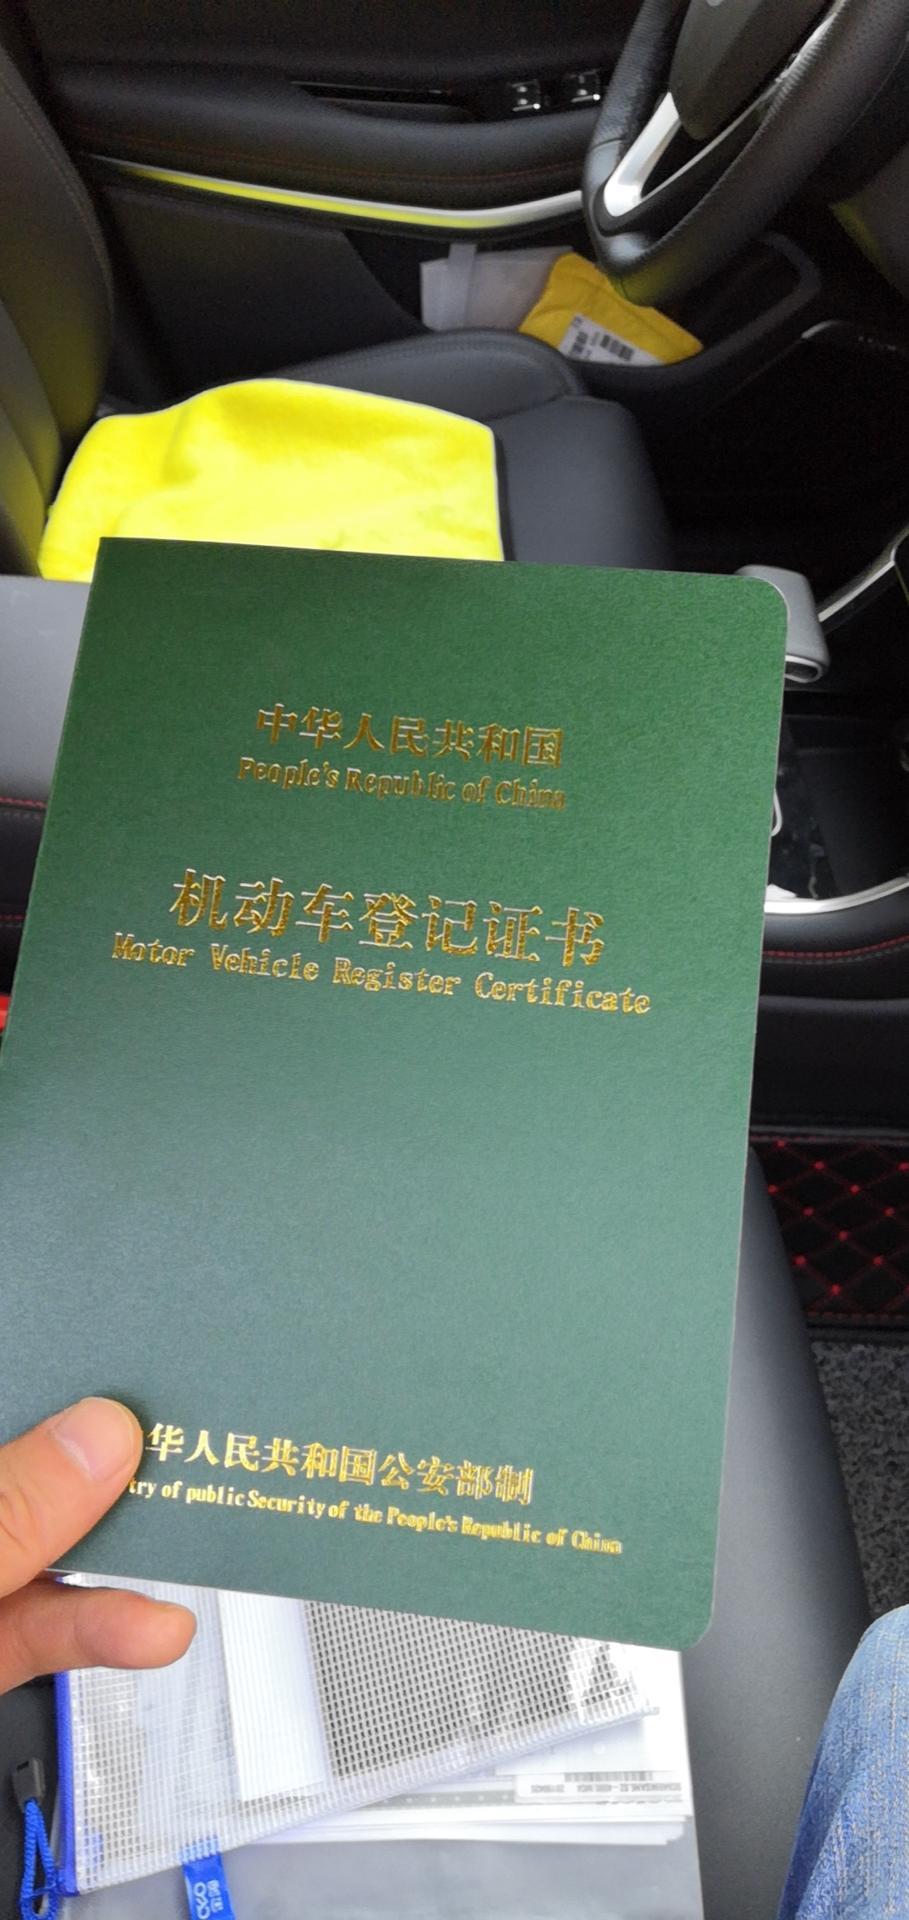 中华人民共和国
People's Republic of China
机动车登记证书
Motor Vehicle Register Certificate
华人民共和国公安部制
try of public Security of the People's Republic of China